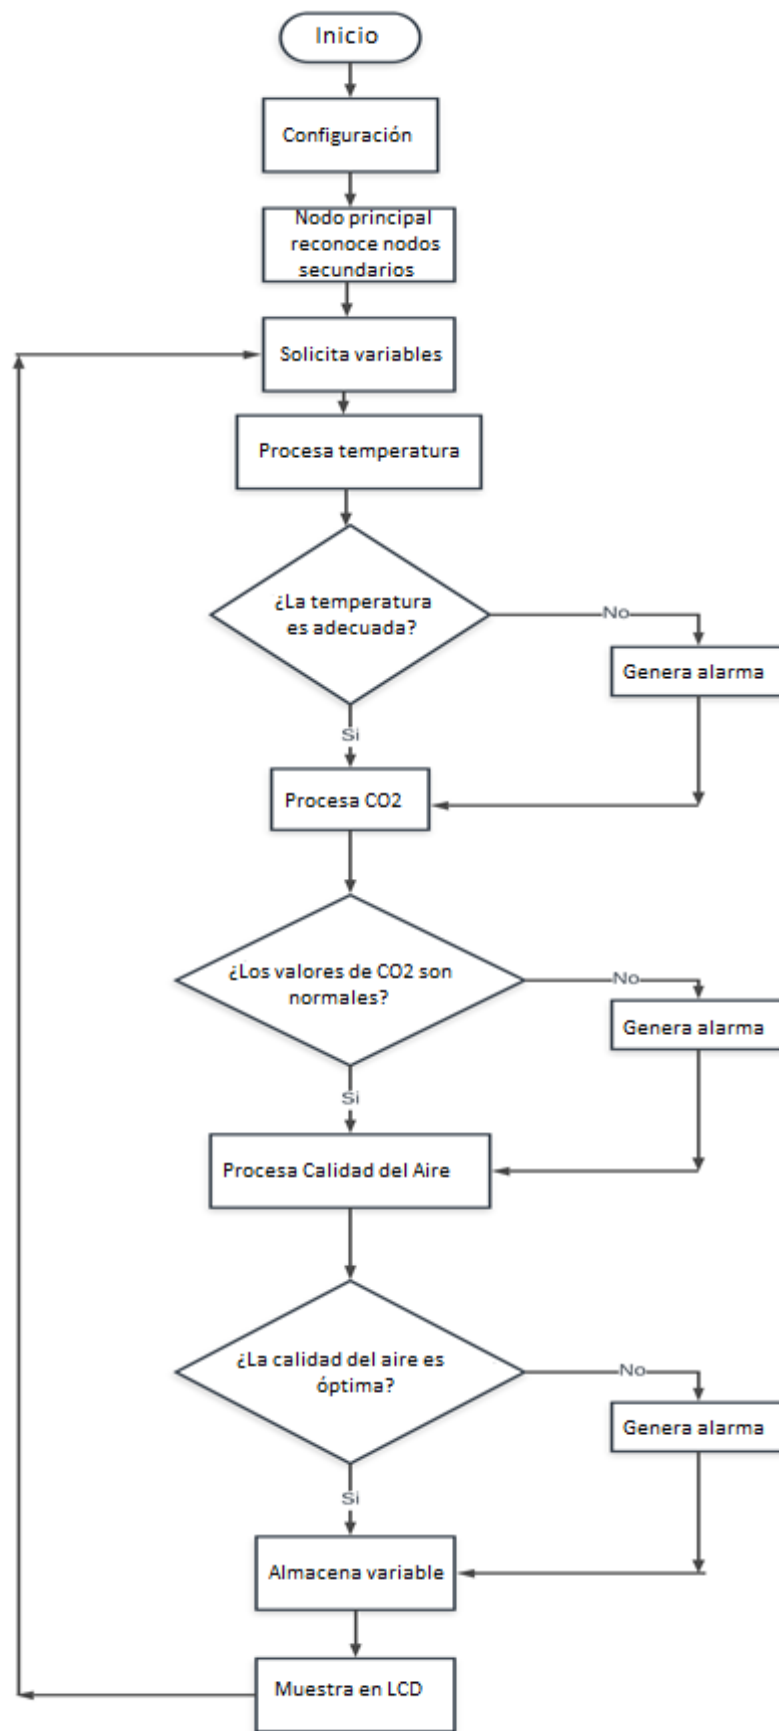 Inicio
Configuración
Nodo principal
reconoce nodos
secundarios
Solicita variables
Procesa temperatura
¿La temperatura
es adecuada?
No
Genera alarma
Si
Procesa CO2
¿Los valores de CO2 son
normales?
No
Genera alarma
Si
Procesa Calidad del Aire
¿La calidad del aire es
óptima?
No
Genera alarma
Si
Almacena variable
Muestra en LCD